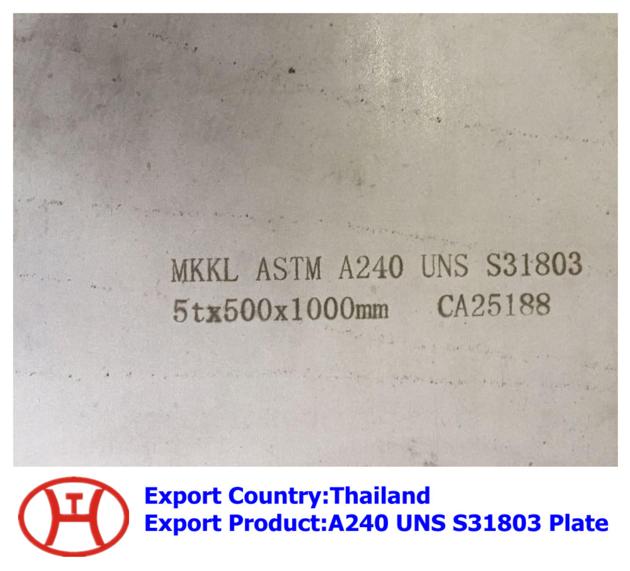 MKKL ASTM A240 UNS S31803
5tx500x1000mm CA25188
T
Export Country:Thailand
Export Product:A240 UNS S31803 Plate